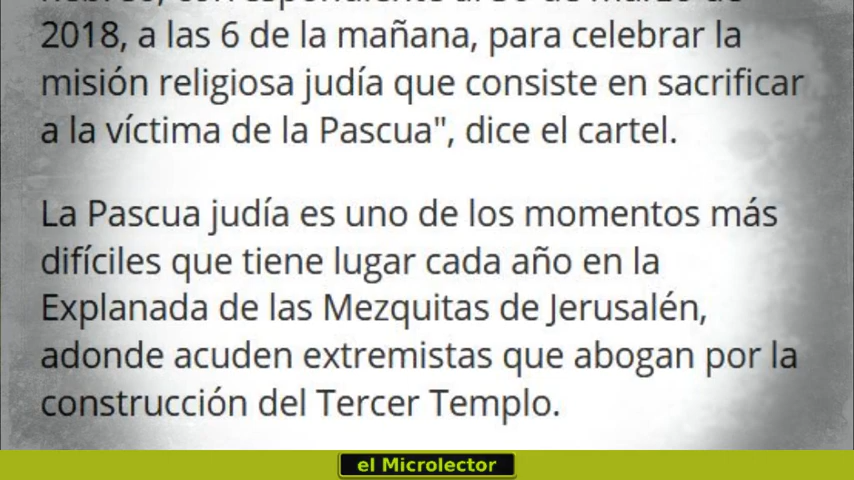 2018, a las 6 de la mañana, para celebrar la
misión religiosa judía que consiste en sacrificar
a la víctima de la Pascua", dice el cartel.
La Pascua judía es uno de los momentos más
difíciles que tiene lugar cada año en la
Explanada de las Mezquitas de Jerusalén,
adonde acuden extremistas que abogan por la
construcción del Tercer Templo.
el Microlector